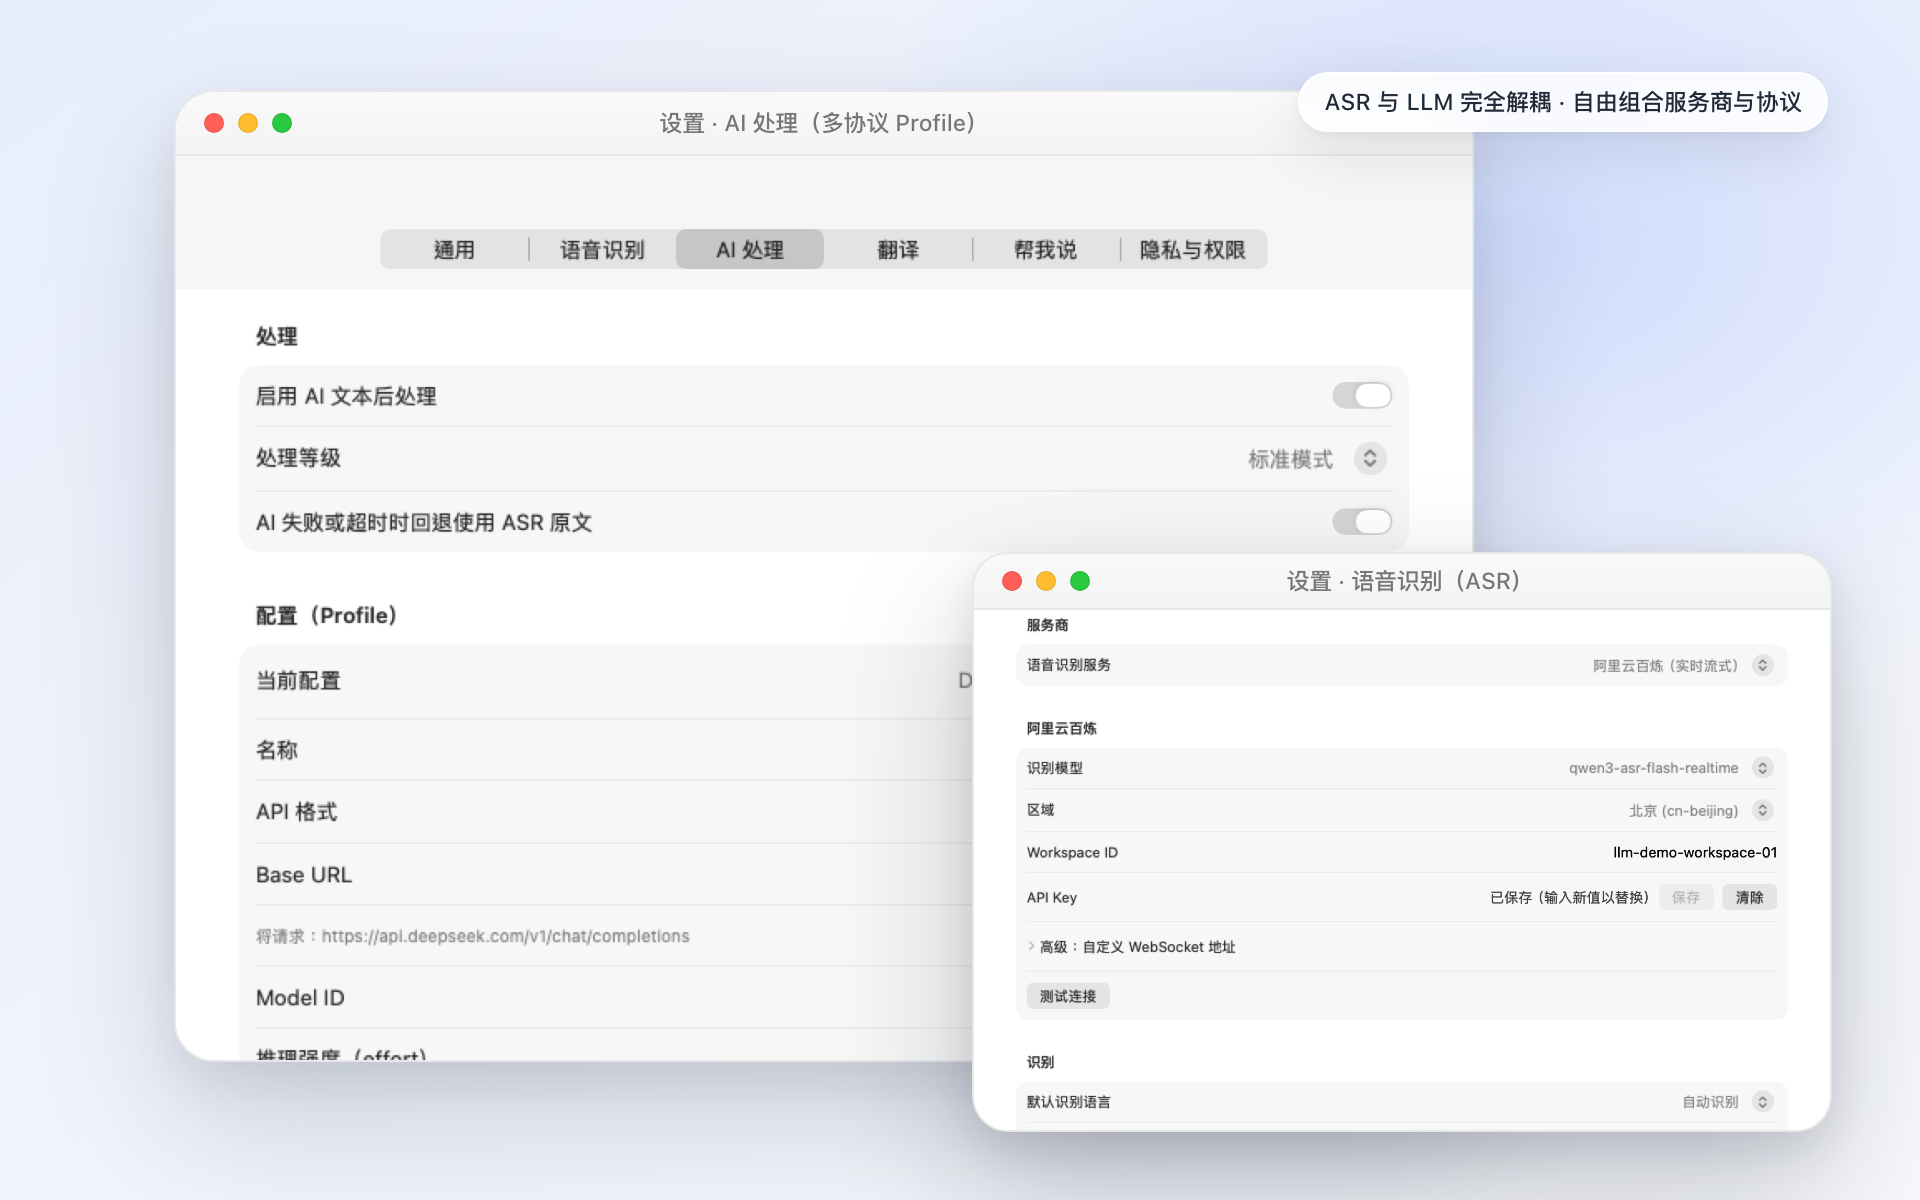 ASR 与 LLM 完全解耦 · 自由组合服务商与协议
设置 · AI 处理（多协议 Profile）
通用 语音识别 AI 处理 翻译 帮我说 隐私与权限
处理
启用 AI 文本后处理
处理等级 标准模式
AI 失败或超时时回退使用 ASR 原文
配置（Profile）
当前配置 D
名称
API 格式
Base URL
将请求：https://api.deepseek.com/v1/chat/completions
Model ID
推理强度（effort）
设置 · 语音识别（ASR）
服务商
语音识别服务 阿里云百炼（实时流式）
阿里云百炼
识别模型 qwen3-asr-flash-realtime
区域 北京 (cn-beijing)
Workspace ID llm-demo-workspace-01
API Key 已保存（输入新值以替换） 保存 清除
高级：自定义 WebSocket 地址
测试连接
识别
默认识别语言 自动识别